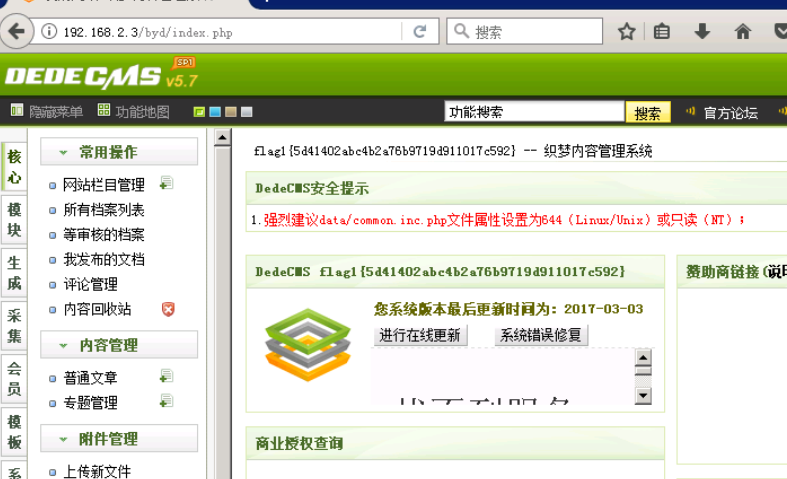 192.168.2.3/byd/index.php
搜索
DEDECMS v5.7 SP1
隐藏菜单 功能地图 功能搜索 搜索 官方论坛
核心
模块
生成
采集
会员
模板
系
常用操作
网站栏目管理
所有档案列表
等审核的档案
我发布的文档
评论管理
内容回收站
内容管理
普通文章
专题管理
附件管理
上传新文件
flag1{5d41402abc4b2a76b9719d911017c592} -- 织梦内容管理系统
DedeCMS安全提示
1.强烈建议data/common.inc.php文件属性设置为644（Linux/Unix）或只读（NT）;
DedeCMS flag1{5d41402abc4b2a76b9719d911017c592}
您系统版本最后更新时间为：2017-03-03
进行在线更新 系统错误修复
商业授权查询
赞助商链接(说明